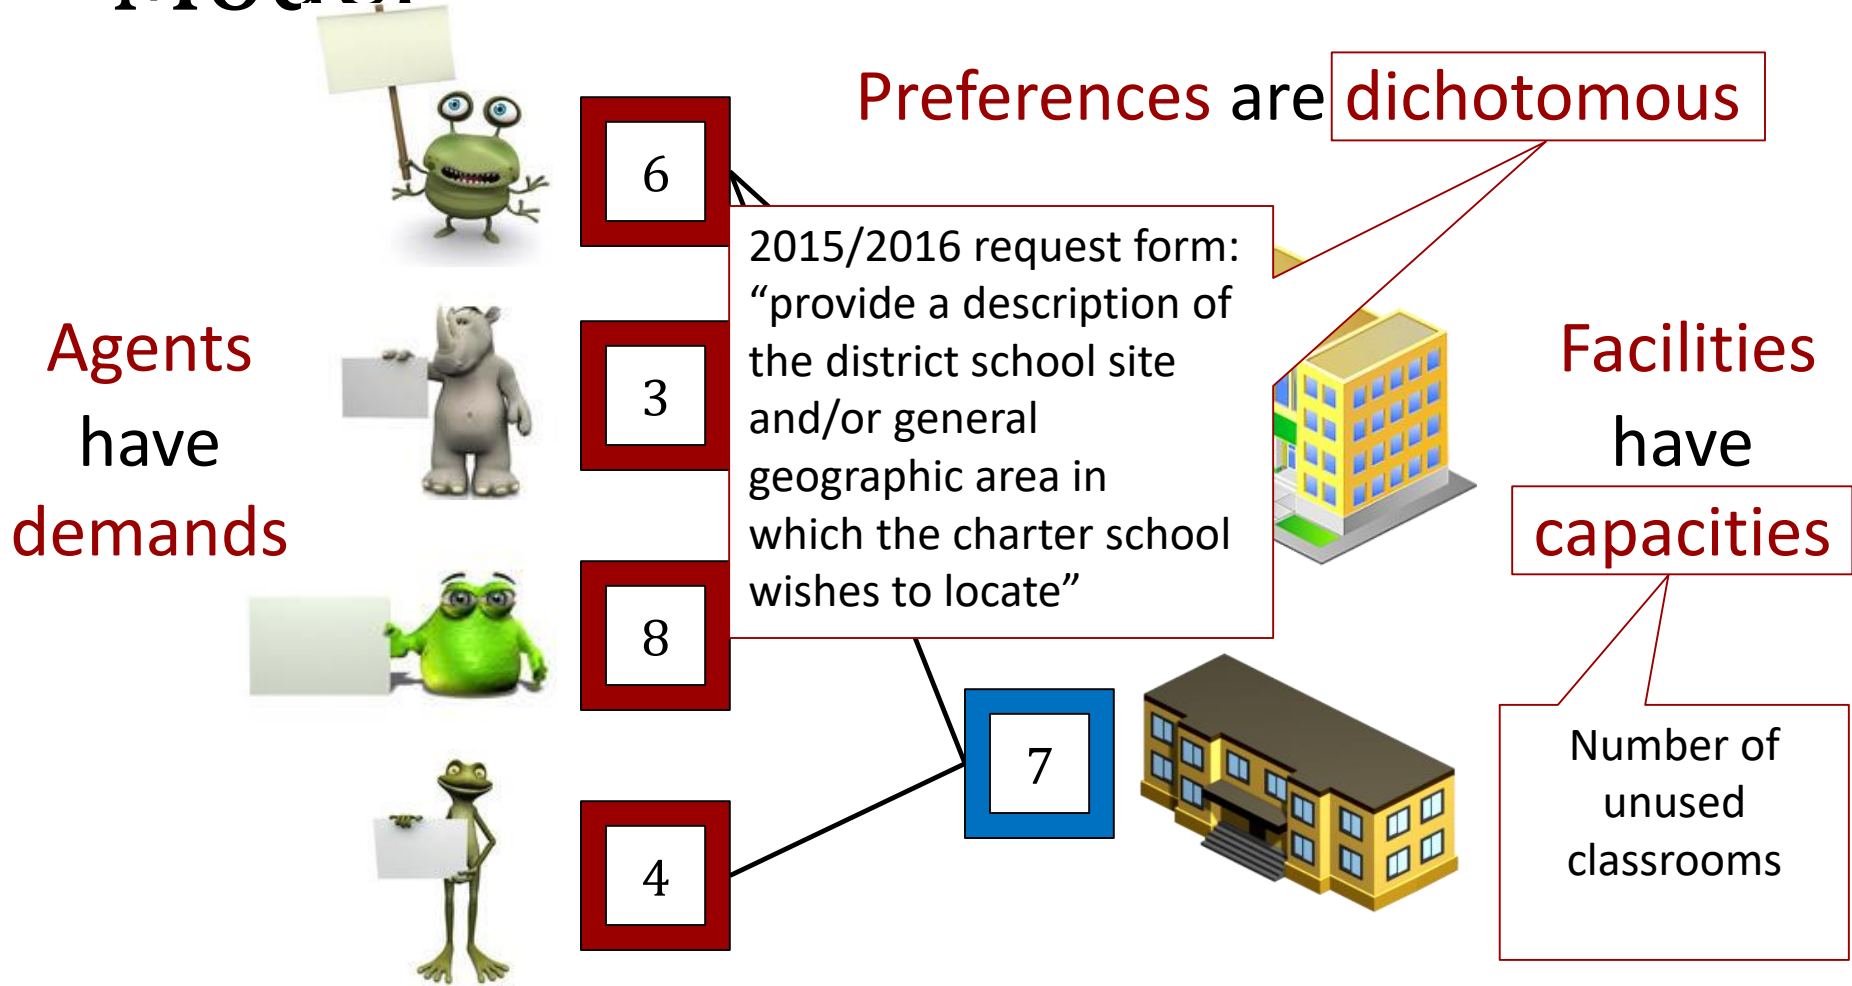 Model
Preferences are dichotomous
6
2015/2016 request form:
“provide a description of
the district school site
and/or general
geographic area in
which the charter school
wishes to locate”
Agents
have
demands
3
8
4
7
Facilities
have
capacities
Number of
unused
classrooms